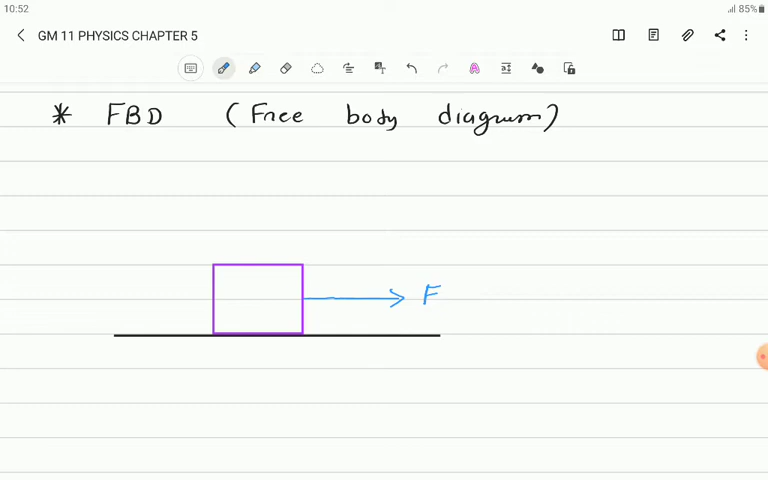 10:52
85%
GM 11 PHYSICS CHAPTER 5
* FBD (Free body diagram)
F